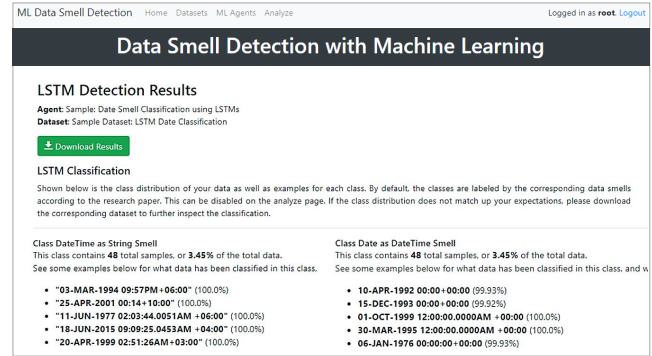 ML Data Smell Detection Home Datasets ML Agents Analyze Logged in as root. Logout
Data Smell Detection with Machine Learning
LSTM Detection Results
Agent: Sample: Date Smell Classification using LSTMs
Dataset: Sample Dataset: LSTM Date Classification
Download Results
LSTM Classification
Shown below is the class distribution of your data as well as examples for each class. By default, the classes are labeled by the corresponding data smells
according to the research paper. This can be disabled on the analyze page. If the class distribution does not match up your expectations, please download
the corresponding dataset to further inspect the classification.
Class DateTime as String Smell
This class contains 48 total samples, or 3.45% of the total data.
See some examples below for what data has been classified in this class.
• "03-MAR-1994 09:57PM+06:00" (100.0%)
• "25-APR-2001 00:14+10:00" (100.0%)
• "11-JUN-1977 02:03:44.0051AM +06:00" (100.0%)
• "18-JUN-2015 09:09:25.0453AM +04:00" (100.0%)
• "20-APR-1999 02:51:26AM+03:00" (100.0%)
Class Date as DateTime Smell
This class contains 48 total samples, or 3.45% of the total data.
See some examples below for what data has been classified in this class, and w
• 10-APR-1992 00:00+00:00 (99.93%)
• 15-DEC-1993 00:00+00:00 (99.92%)
• 01-OCT-1999 12:00:00.0000AM +00:00 (100.0%)
• 30-MAR-1995 12:00:00.0000AM +00:00 (100.0%)
• 06-JAN-1976 00:00:00+00:00 (99.93%)